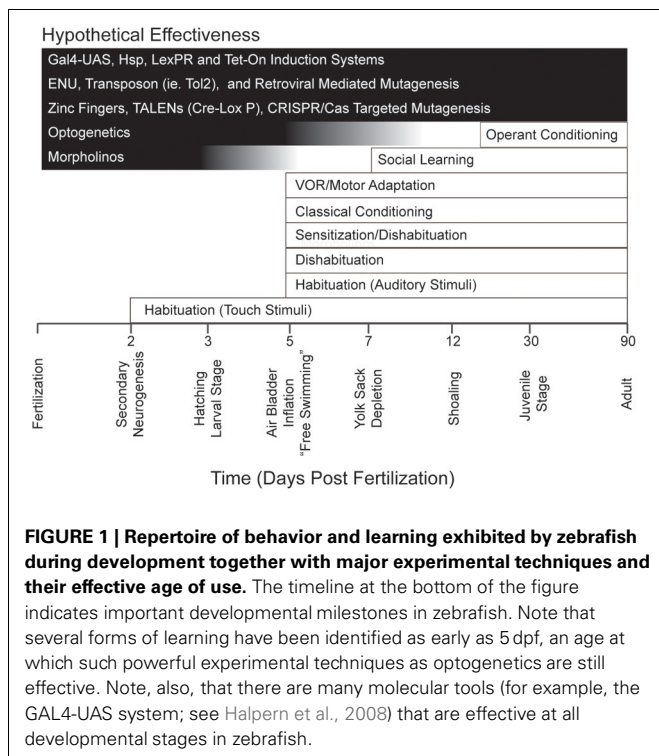 Hypothetical Effectiveness
Gal4-UAS, Hsp, LexPR and Tet-On Induction Systems
ENU, Transposon (ie. Tol2), and Retroviral Mediated Mutagenesis
Zinc Fingers, TALENs (Cre-Lox P), CRISPR/Cas Targeted Mutagenesis
Optogenetics
Operant Conditioning
Morpholinos
Social Learning
VOR/Motor Adaptation
Classical Conditioning
Sensitization/Dishabituation
Dishabituation
Habituation (Auditory Stimuli)
Habituation (Touch Stimuli)
2 3 5 7 12 30 90
Fertilization
Secondary
Neurogenesis
Hatching
Larval Stage
Air Bladder
Inflation
"Free Swimming"
Yolk Sack
Depletion
Shoaling
Juvenile
Stage
Adult
Time (Days Post Fertilization)
FIGURE 1 | Repertoire of behavior and learning exhibited by zebrafish
during development together with major experimental techniques and
their effective age of use. The timeline at the bottom of the figure
indicates important developmental milestones in zebrafish. Note that
several forms of learning have been identified as early as 5 dpf, an age at
which such powerful experimental techniques as optogenetics are still
effective. Note, also, that there are many molecular tools (for example, the
GAL4-UAS system; see Halpern et al., 2008) that are effective at all
developmental stages in zebrafish.